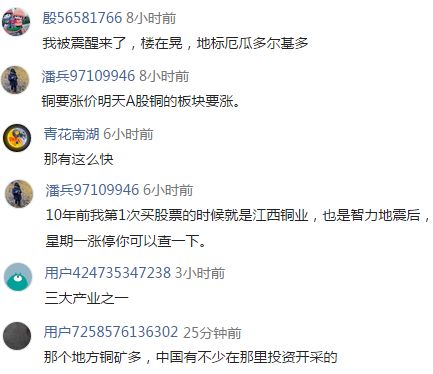 殷56581766 8小时前
我被震醒来了，楼在晃，地标厄瓜多尔基多
潘兵97109946 8小时前
铜要涨价明天A股铜的板块要涨。
青花南湖 6小时前
那有这么快
潘兵97109946 6小时前
10年前我第1次买股票的时候就是江西铜业，也是智力地震后，
星期一涨停你可以查一下。
用户424735347238 3小时前
三大产业之一
用户7258576136302 25分钟前
那个地方铜矿多，中国有不少在那里投资开采的